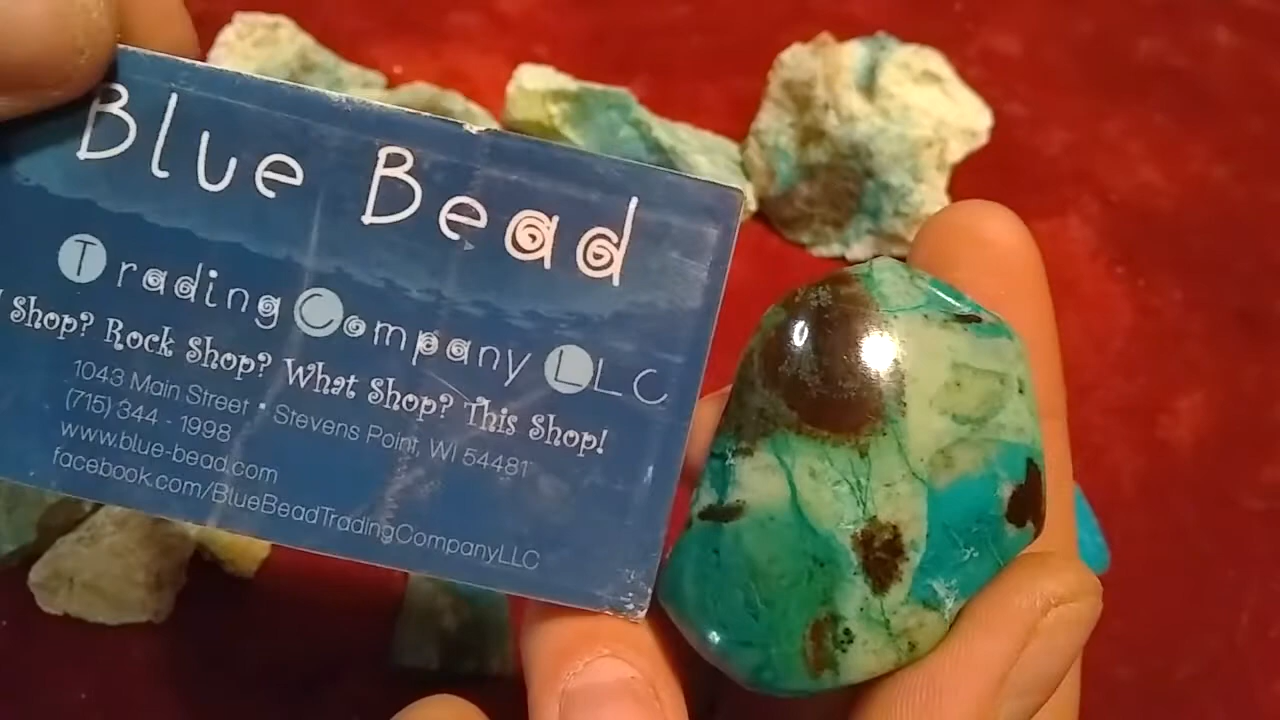 Blue Bead
Trading Company LLC
Shop? Rock Shop? What Shop? This Shop!
1043 Main Street • Stevens Point, WI 54481
(715) 344 - 1998
www.blue-bead.com
facebook.com/BlueBeadTradingCompanyLLC